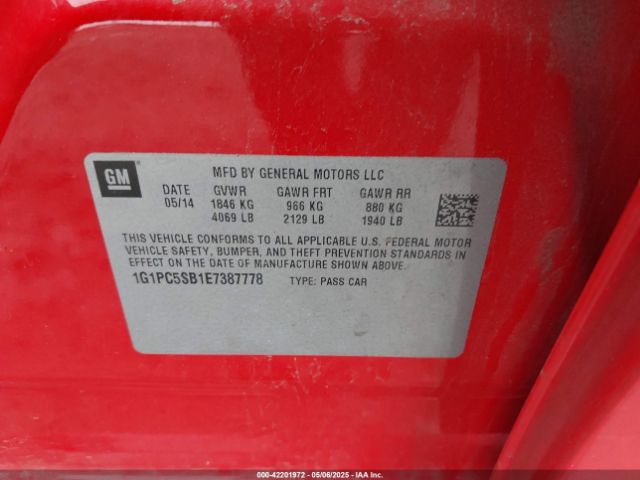 GM
MFD BY GENERAL MOTORS LLC
DATE GVWR GAWR FRT GAWR RR
05/14 1846 KG 966 KG 880 KG
4069 LB 2129 LB 1940 LB
THIS VEHICLE CONFORMS TO ALL APPLICABLE U.S. FEDERAL MOTOR
VEHICLE SAFETY, BUMPER, AND THEFT PREVENTION STANDARDS IN
EFFECT ON THE DATE OF MANUFACTURE SHOWN ABOVE.
1G1PC5SB1E7387778 TYPE: PASS CAR
000-42201972 - 05/06/2025 - IAAI.com